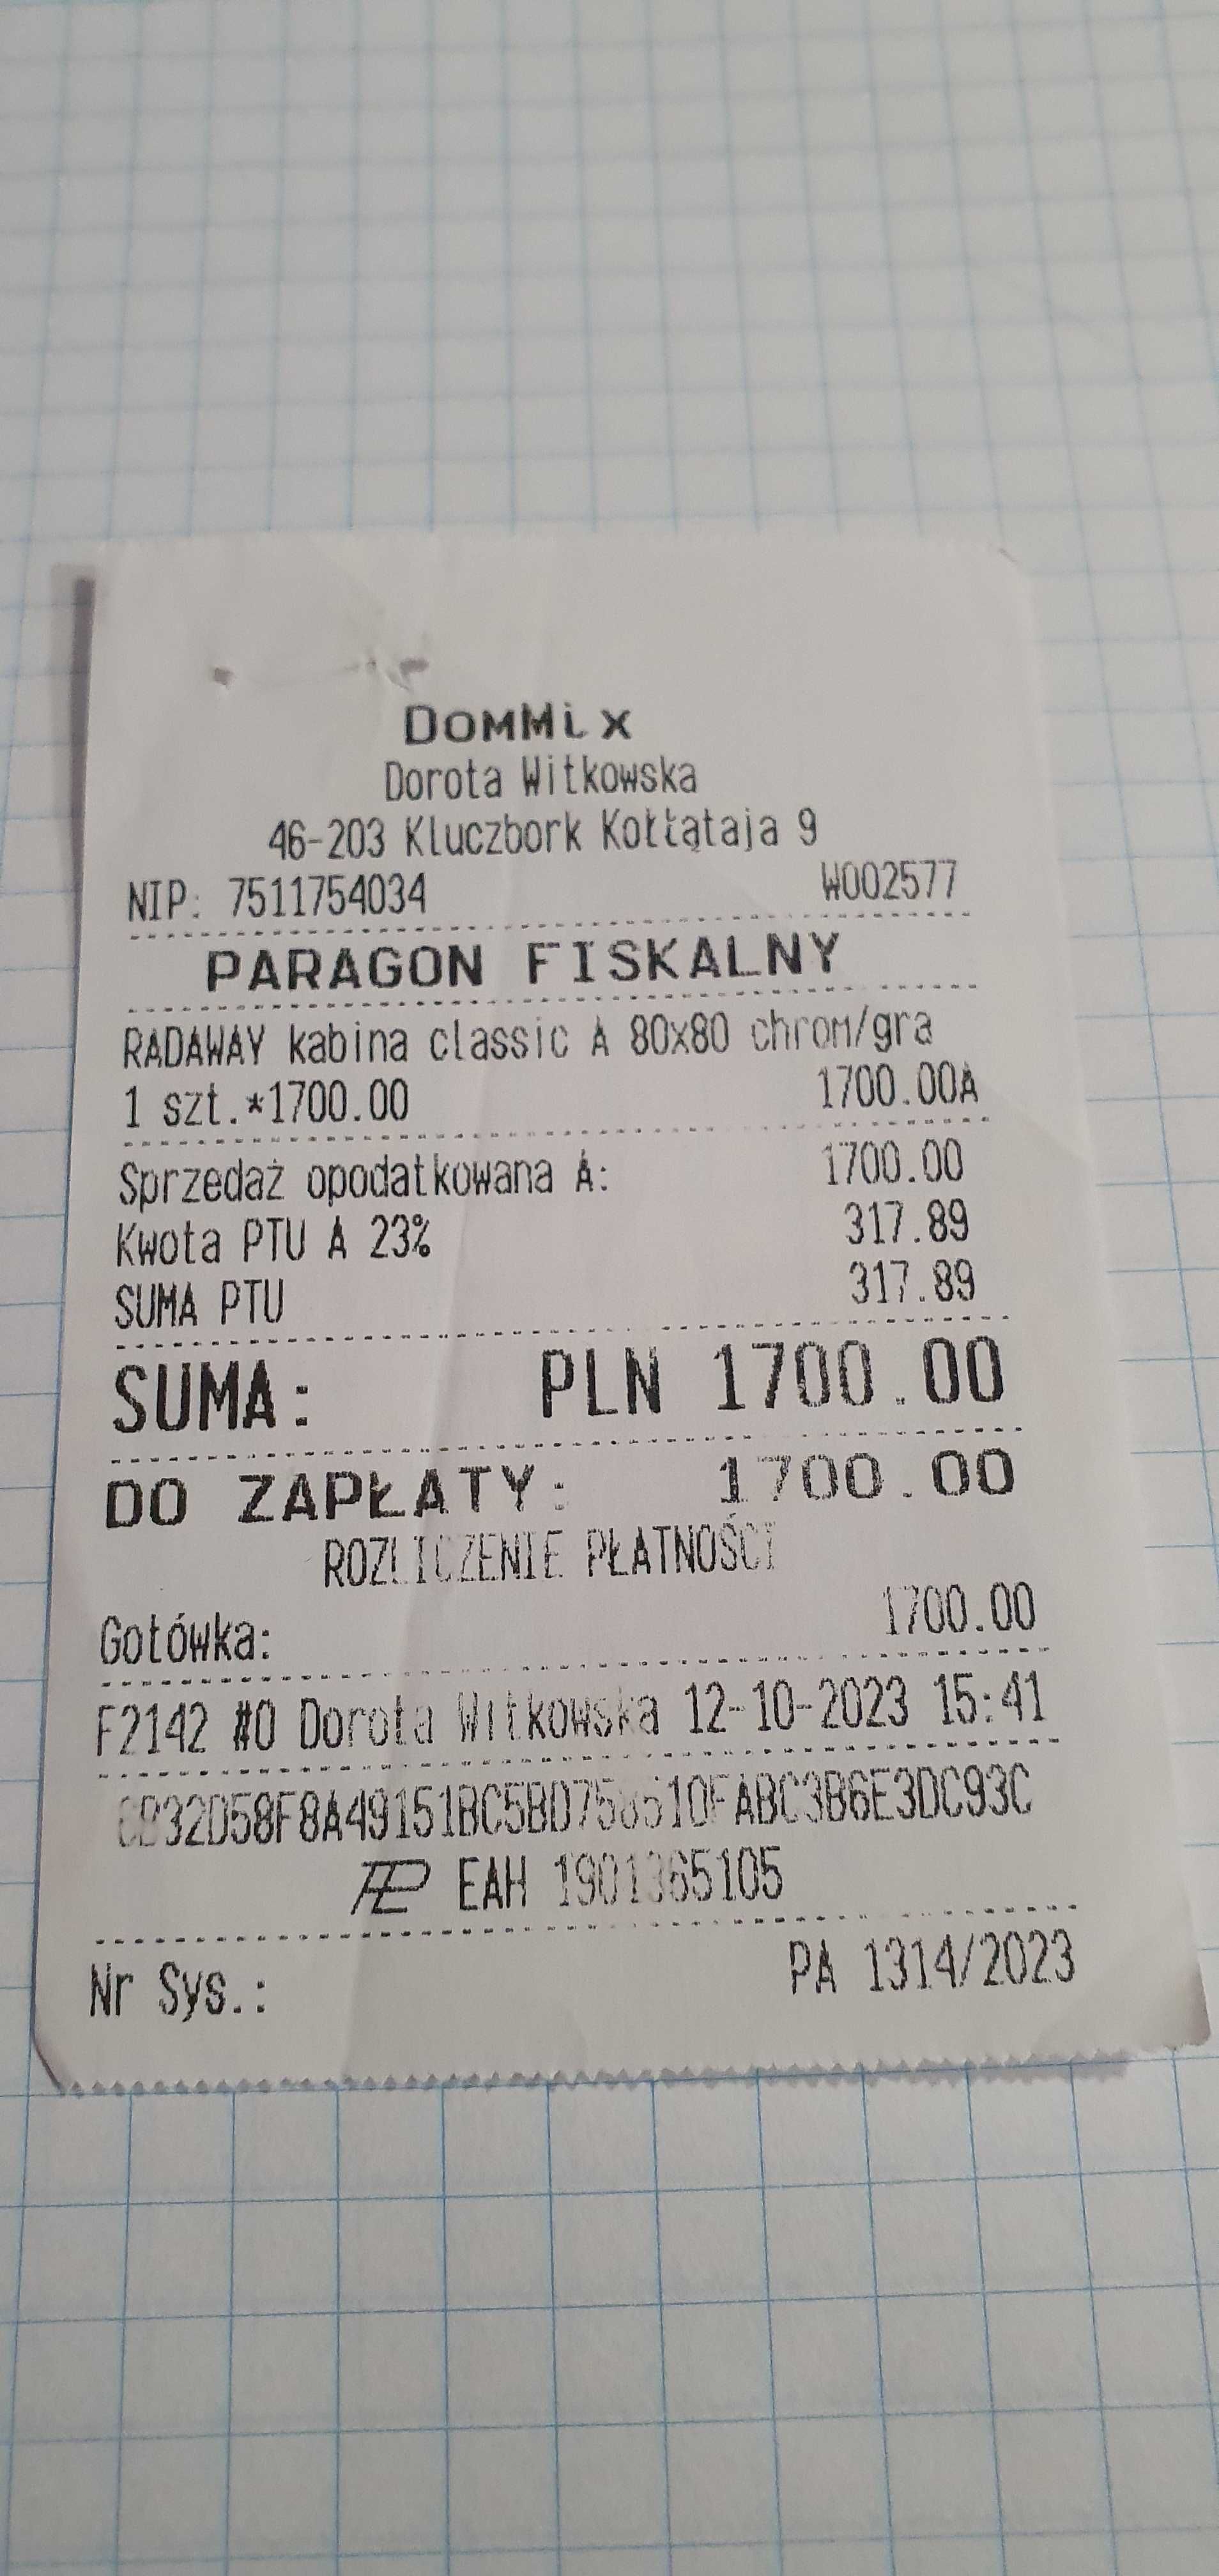 DOMMix
Dorota Witkowska
46-203 Kluczbork Kołłątaja 9
NIP: 7511754034 W002577
PARAGON FISKALNY
RADAWAY kabina classic A 80x80 chrom/gra
1 szt.*1700.00 1700.00A
Sprzedaż opodatkowana A: 1700.00
Kwota PTU A 23% 317.89
SUMA PTU 317.89
SUMA: PLN 1700.00
DO ZAPŁATY: 1700.00
ROZLICZENIE PŁATNOŚCI
Gotówka: 1700.00
F2142 #0 Dorota Witkowska 12-10-2023 15:41
EAH 1901365105
Nr Sys.: PA 1314/2023